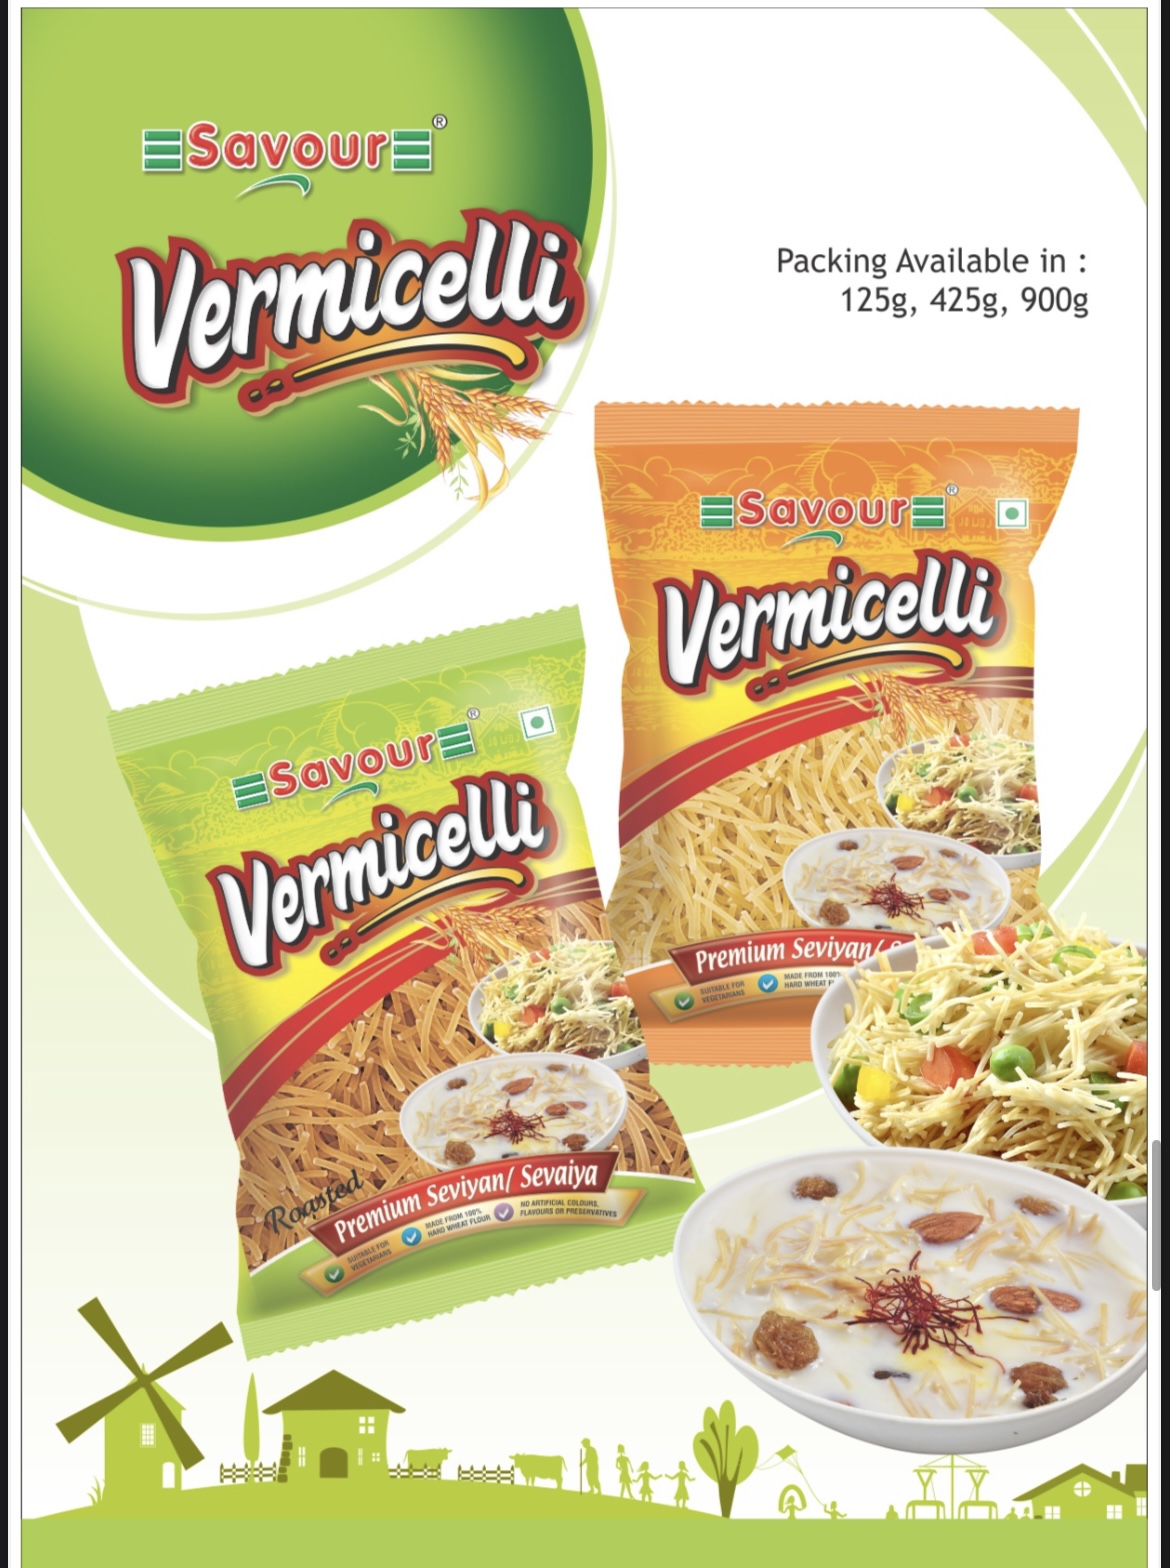 Savour®
Vermicelli
Packing Available in :
125g, 425g, 900g
Savour®
Vermicelli
Premium Seviyan/ S
SUITABLE FOR
VEGETARIANS
MADE FROM 100%
HARD WHEAT F
Savour®
Vermicelli
Roasted
Premium Seviyan/ Sevaiya
SUITABLE FOR
VEGETARIANS
MADE FROM 100%
HARD WHEAT FLOUR
NO ARTIFICIAL COLOURS,
FLAVOURS OR PRESERVATIVES